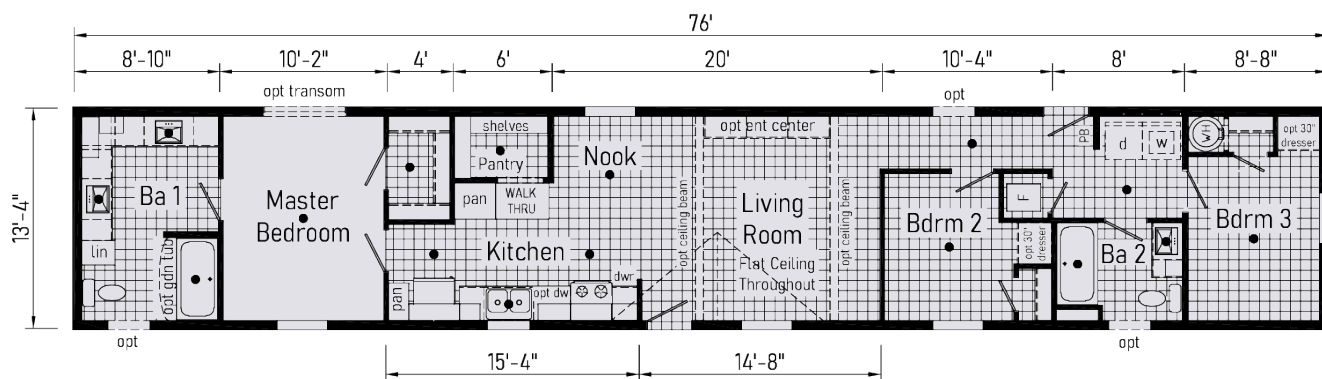 76'
8'-10"
10'-2"
4'
6'
20'
10'-4"
8'
8'-8"
opt transom
opt
13'-4"
shelves
Pantry
opt ent center
PB
d
W
WH
opt 30"
dresser
Nook
pan
WALK
THRU
Ba 1
Master
Bedroom
lin
opt gdn tub
Kitchen
pan
opt dw
dwr
opt ceiling beam
Living
Room
Flat Ceiling
Throughout
opt ceiling beam
F
Bdrm 2
opt 30"
dresser
Ba 2
Bdrm 3
opt
opt
15'-4"
14'-8"